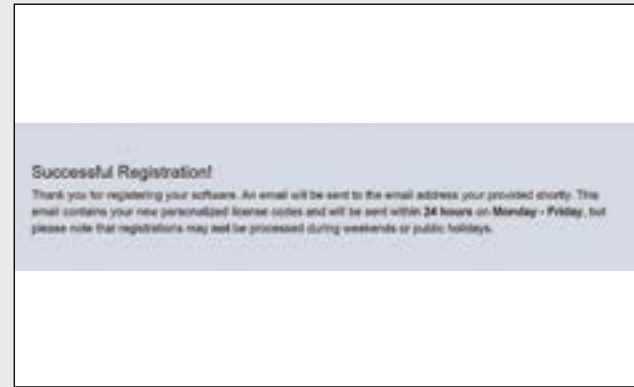 Successful Registration!
Thank you for registering your software. An email will be sent to the email address your provided shortly. This
email contains your new personalized license codes and will be sent within 24 hours on Monday - Friday, but
please note that registrations may not be processed during weekends or public holidays.